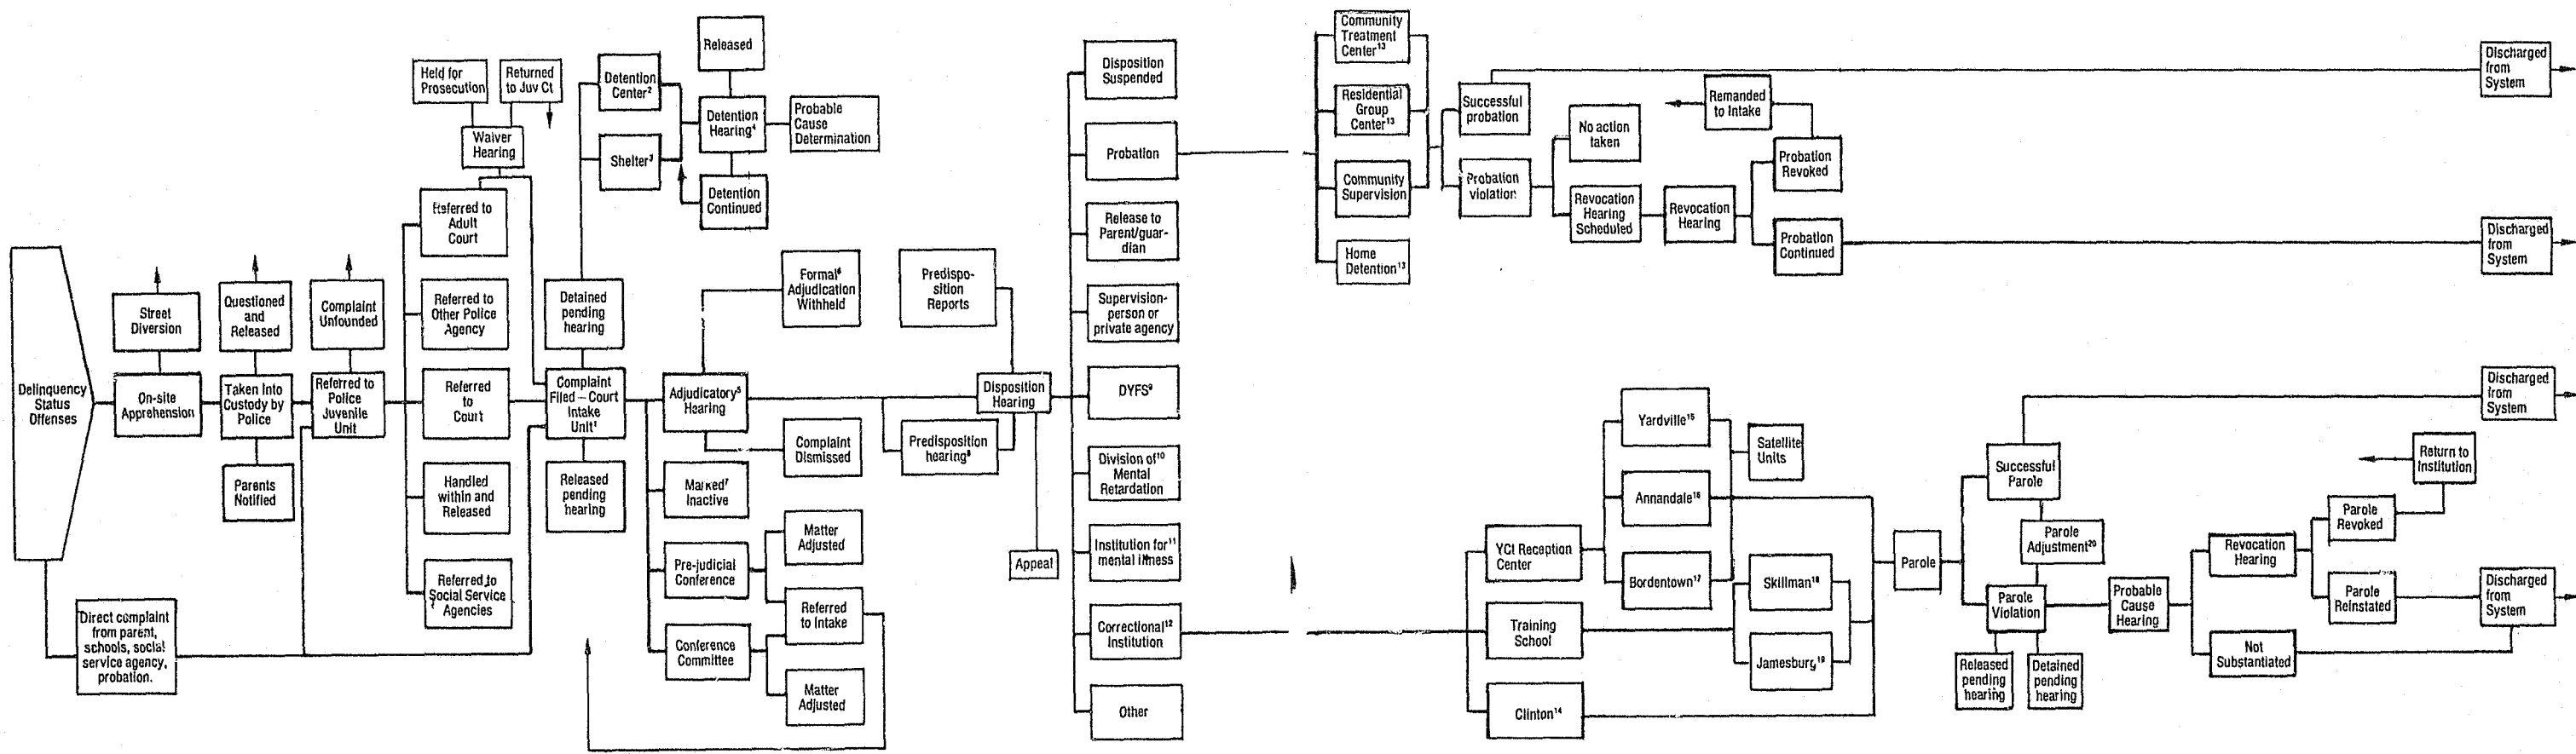 Delinquency
Status
Offenses
Direct complaint
from parent,
schools, social
service agency,
probation.
Street
Diversion
On-site
Apprehension
Questioned
and
Released
Taken Into
Custody by
Police
Parents
Notified
Complaint
Unfounded
Referred to
Police
Juvenile
Unit
Held for
Prosecution
Returned
to Juv Ct
Waiver
Hearing
Referred to
Adult
Court
Referred to
Other Police
Agency
Referred
to
Court
Handled
within and
Released
Referred to
Social Service
Agencies
Detention
Center²
Shelter³
Released
Detention
Hearing⁴
Probable
Cause
Determination
Detention
Continued
Detained
pending
hearing
Complaint
Filed – Court
Intake
Unit¹
Released
pending
hearing
Formal⁶
Adjudication
Withheld
Adjudicatory⁵
Hearing
Complaint
Dismissed
Marked⁷
Inactive
Pre-judicial
Conference
Conference
Committee
Matter
Adjusted
Referred
to Intake
Matter
Adjusted
Predispo-
sition
Reports
Predisposition
hearing⁸
Disposition
Hearing
Appeal
Disposition
Suspended
Probation
Release to
Parent/guar-
dian
Supervision-
person or
private agency
DYFS⁹
Division of¹⁰
Mental
Retardation
Institution for¹¹
mental illness
Correctional¹²
Institution
Other
Community
Treatment
Center¹³
Residential
Group
Center¹³
Community
Supervision
Home
Detention¹³
Successful
probation
Probation
violation
No action
taken
Revocation
Hearing
Scheduled
Revocation
Hearing
Remanded
to Intake
Probation
Revoked
Probation
Continued
Discharged
from
System
Discharged
from
System
YCI Reception
Center
Training
School
Clinton¹⁴
Yardville¹⁵
Annandale¹⁶
Bordentown¹⁷
Satellite
Units
Skillman¹⁸
Jamesburg¹⁹
Parole
Successful
Parole
Parole
Adjustment²⁰
Parole
Violation
Released
pending
hearing
Detained
pending
hearing
Probable
Cause
Hearing
Revocation
Hearing
Not
Substantiated
Parole
Revoked
Parole
Reinstated
Return to
Institution
Discharged
from
System
Discharged
from
System